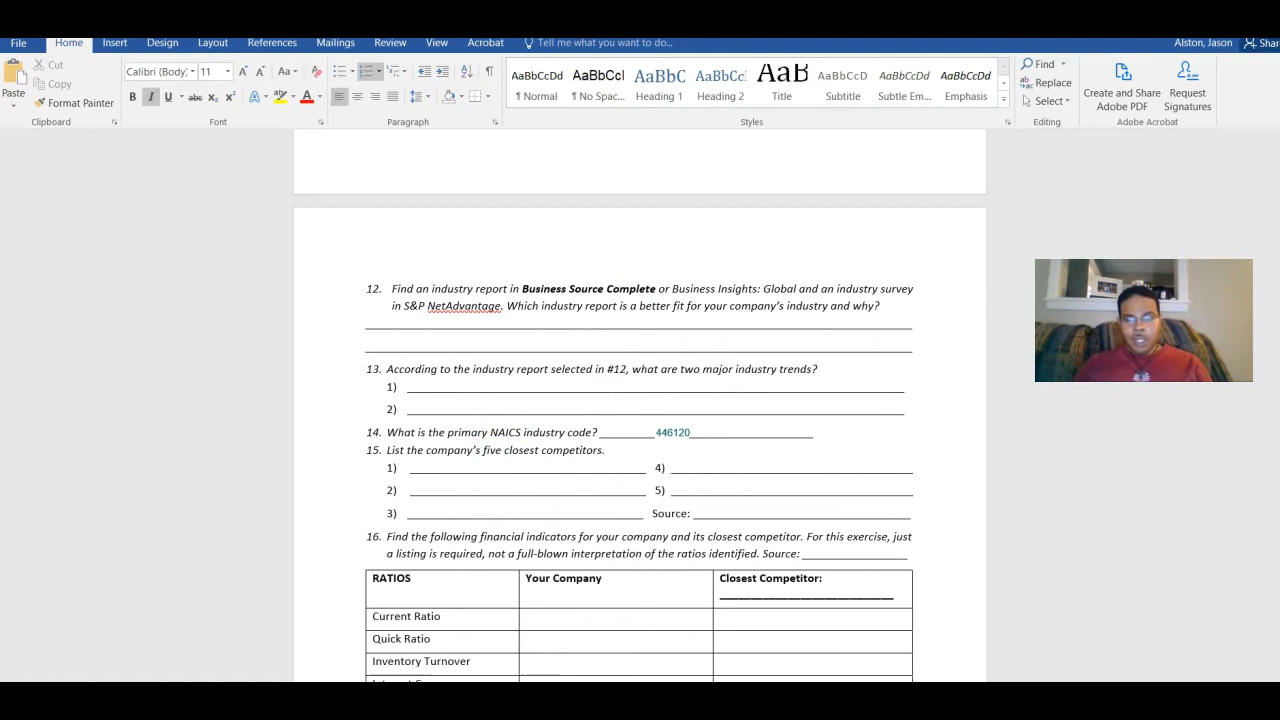 File Home Insert Design Layout References Mailings Review View Acrobat Tell me what you want to do... Alston, Jason Shar
Paste Cut Copy Format Painter
Clipboard
Calibri (Body) 11 A A Aa
B I U abc x₂ x² A A
Font
Paragraph
AaBbCcDd AaBbCcI AaBbC AaBbCc AaB AaBbCcD AaBbCcDd AaBbCcDd
¶ Normal ¶ No Spac... Heading 1 Heading 2 Title Subtitle Subtle Em... Emphasis
Styles
Find
Replace
Select
Editing
Create and Share Adobe PDF
Request Signatures
Adobe Acrobat
12. Find an industry report in Business Source Complete or Business Insights: Global and an industry survey
in S&P NetAdvantage. Which industry report is a better fit for your company's industry and why?
13. According to the industry report selected in #12, what are two major industry trends?
1)
2)
14. What is the primary NAICS industry code? __________446120____________________
15. List the company's five closest competitors.
1) 4)
2) 5)
3) Source:
16. Find the following financial indicators for your company and its closest competitor. For this exercise, just
a listing is required, not a full-blown interpretation of the ratios identified. Source:
RATIOS Your Company Closest Competitor:
Current Ratio
Quick Ratio
Inventory Turnover